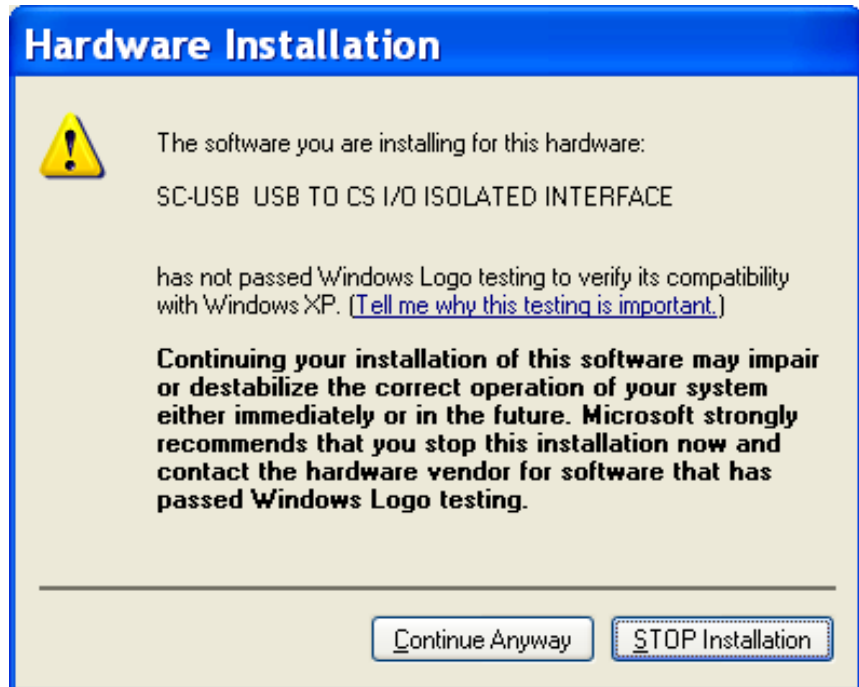 Hardware Installation
The software you are installing for this hardware:
SC-USB  USB TO CS I/O ISOLATED INTERFACE
has not passed Windows Logo testing to verify its compatibility
with Windows XP. (Tell me why this testing is important.)
Continuing your installation of this software may impair
or destabilize the correct operation of your system
either immediately or in the future. Microsoft strongly
recommends that you stop this installation now and
contact the hardware vendor for software that has
passed Windows Logo testing.
Continue Anyway
STOP Installation